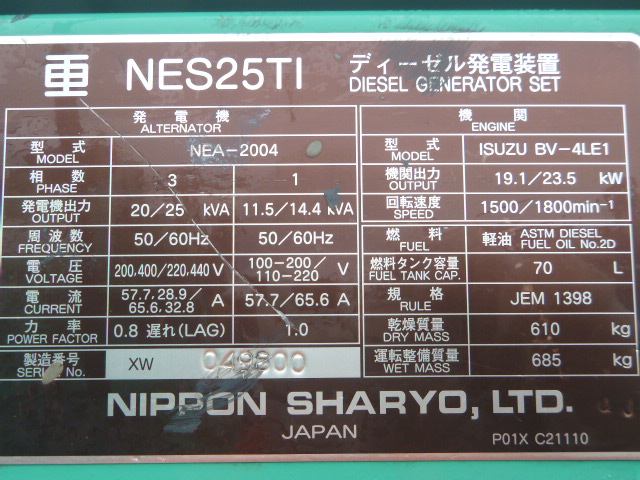 NES25TI ディーゼル発電装置
DIESEL GENERATOR SET
発電機
ALTERNATOR
型式 MODEL NEA-2004
相数 PHASE 3 1
発電機出力 OUTPUT 20/25 kVA 11.5/14.4 kVA
周波数 FREQUENCY 50/60Hz 50/60Hz
電圧 VOLTAGE 200,400/220,440 V 100-200/110-220 V
電流 CURRENT 57.7,28.9/65.6,32.8 A 57.7/65.6 A
力率 POWER FACTOR 0.8 遅れ(LAG) 1.0
製造番号 SERIAL No. XW
機関
ENGINE
型式 MODEL ISUZU BV-4LE1
機関出力 OUTPUT 19.1/23.5 kW
回転速度 SPEED 1500/1800min⁻¹
燃料 FUEL 軽油 ASTM DIESEL FUEL OIL No.2D
燃料タンク容量 FUEL TANK CAP. 70 L
規格 RULE JEM 1398
乾燥質量 DRY MASS 610 kg
運転整備質量 WET MASS 685 kg
NIPPON SHARYO, LTD.
JAPAN
P01X C21110